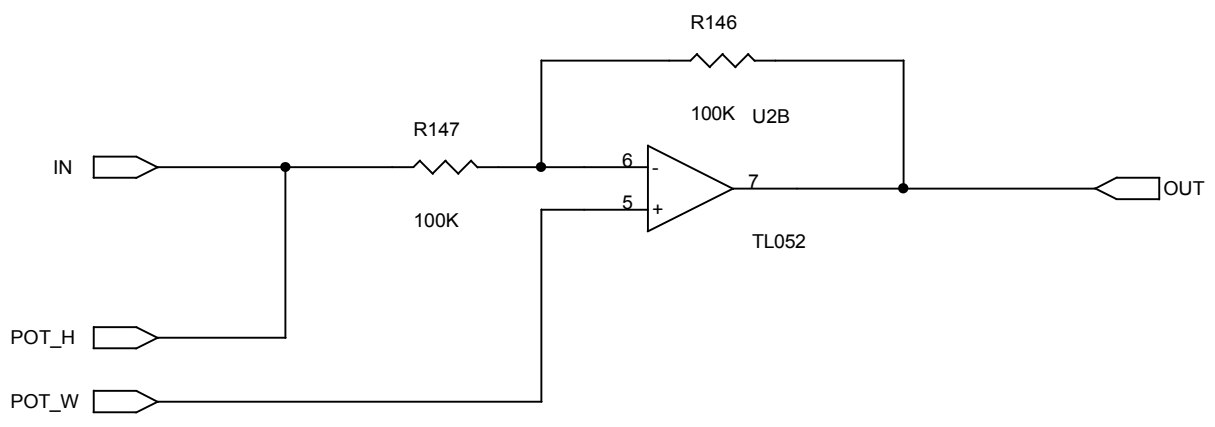 R146
100K
U2B
R147
IN
6
-
7
OUT
5
+
100K
TL052
POT_H
POT_W